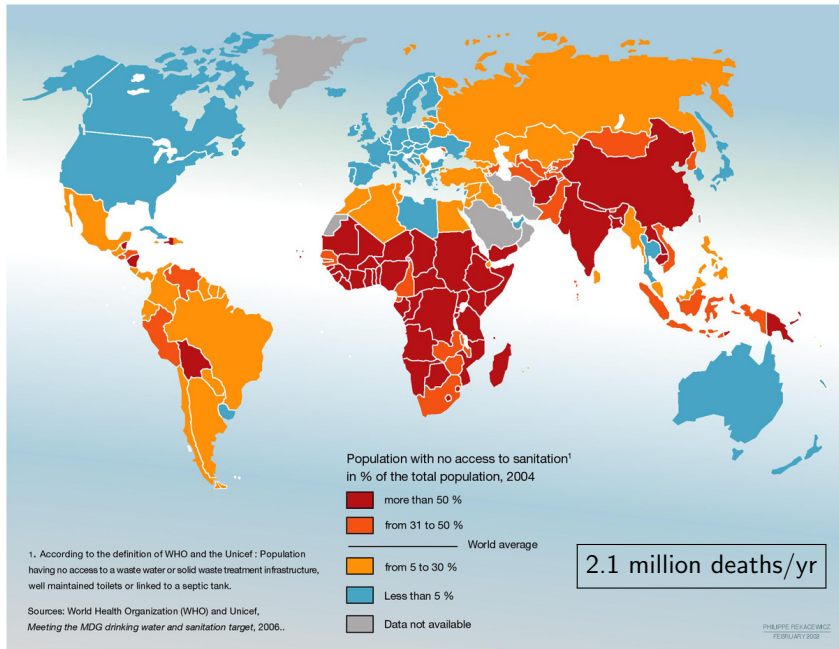 Population with no access to sanitation¹
in % of the total population, 2004
more than 50 %
from 31 to 50 %
World average
from 5 to 30 %
Less than 5 %
Data not available
1. According to the definition of WHO and the Unicef : Population
having no access to a waste water or solid waste treatment infrastructure,
well maintained toilets or linked to a septic tank.
Sources: World Health Organization (WHO) and Unicef,
Meeting the MDG drinking water and sanitation target, 2006..
2.1 million deaths/yr
PHILIPPE REKACEWICZ
FEBRUARY 2002